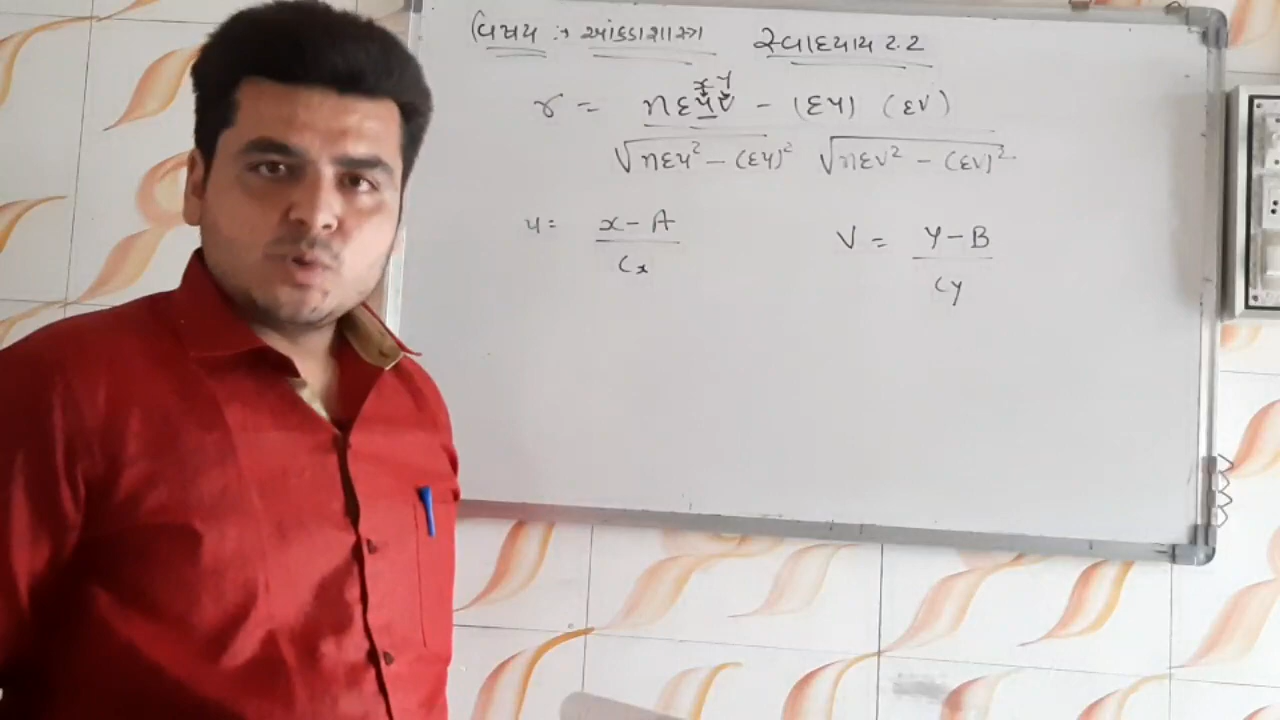 વિષય :→ આંકડાશાસ્ત્ર સ્વાધ્યાય 2.2
x y
r = nΣuv - (Σu) (Σv)
√nΣu² - (Σu)² √nΣv² - (Σv)²
u = x - A V = Y - B
Cx Cy